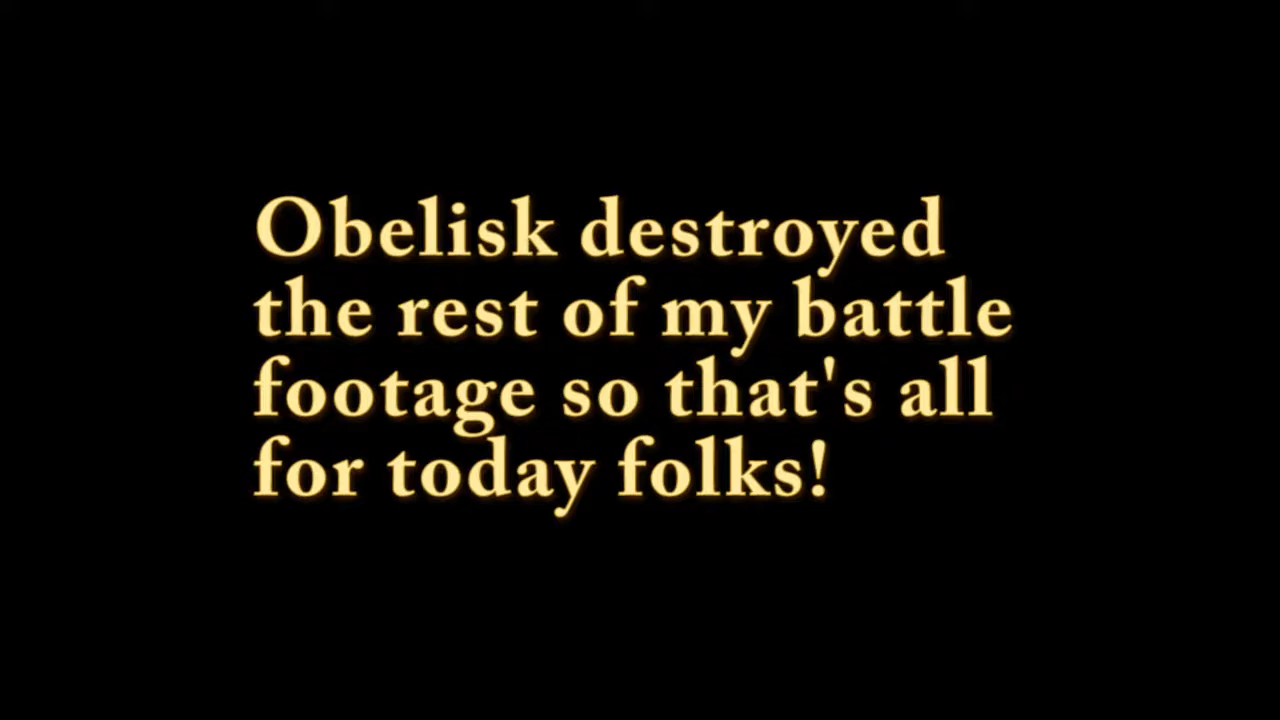 Obelisk destroyed
the rest of my battle
footage so that's all
for today folks!